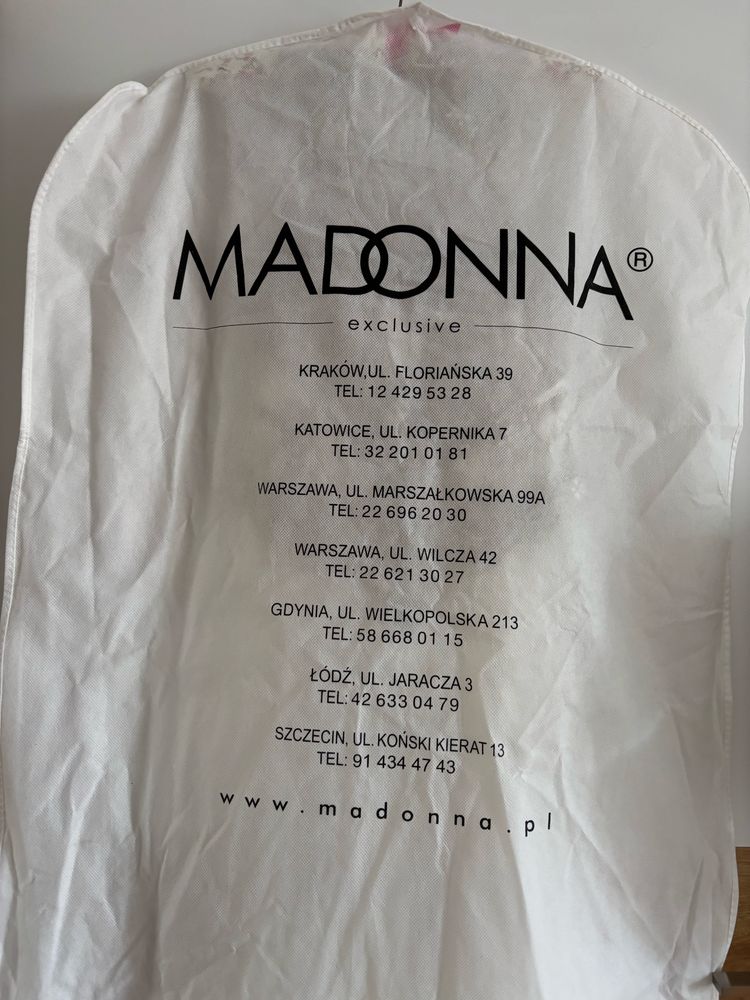 MADONNA®
exclusive
KRAKÓW,UL. FLORIAŃSKA 39
TEL: 12 429 53 28
KATOWICE, UL. KOPERNIKA 7
TEL: 32 201 01 81
WARSZAWA, UL. MARSZAŁKOWSKA 99A
TEL: 22 696 20 30
WARSZAWA, UL. WILCZA 42
TEL: 22 621 30 27
GDYNIA, UL. WIELKOPOLSKA 213
TEL: 58 668 01 15
ŁÓDŹ, UL. JARACZA 3
TEL: 42 633 04 79
SZCZECIN, UL. KOŃSKI KIERAT 13
TEL: 91 434 47 43
www.madonna.pl